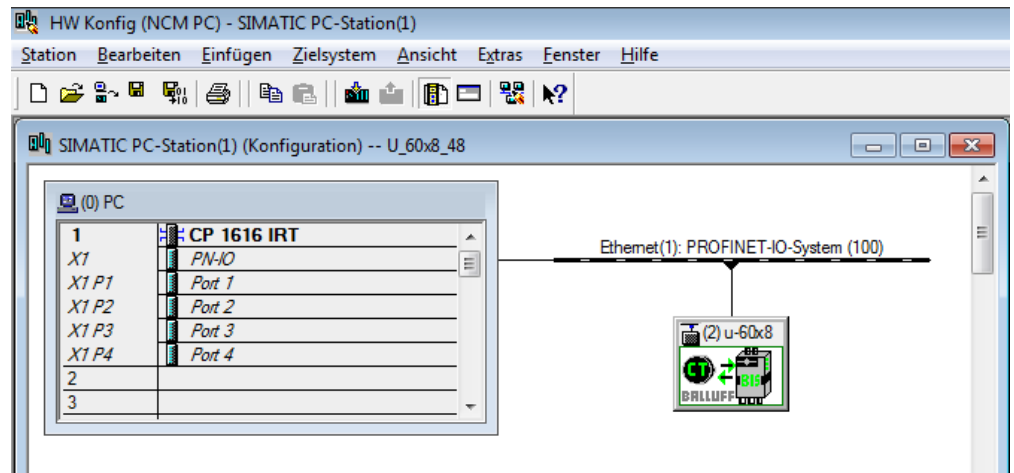 HW Konfig (NCM PC) - SIMATIC PC-Station(1)
Station Bearbeiten Einfügen Zielsystem Ansicht Extras Fenster Hilfe
SIMATIC PC-Station(1) (Konfiguration) -- U_60x8_48
(0) PC
1 CP 1616 IRT
X1 PN-IO
X1 P1 Port 1
X1 P2 Port 2
X1 P3 Port 3
X1 P4 Port 4
2
3
Ethernet(1): PROFINET-IO-System (100)
(2) u-60x8
CT BIS
BALLUFF